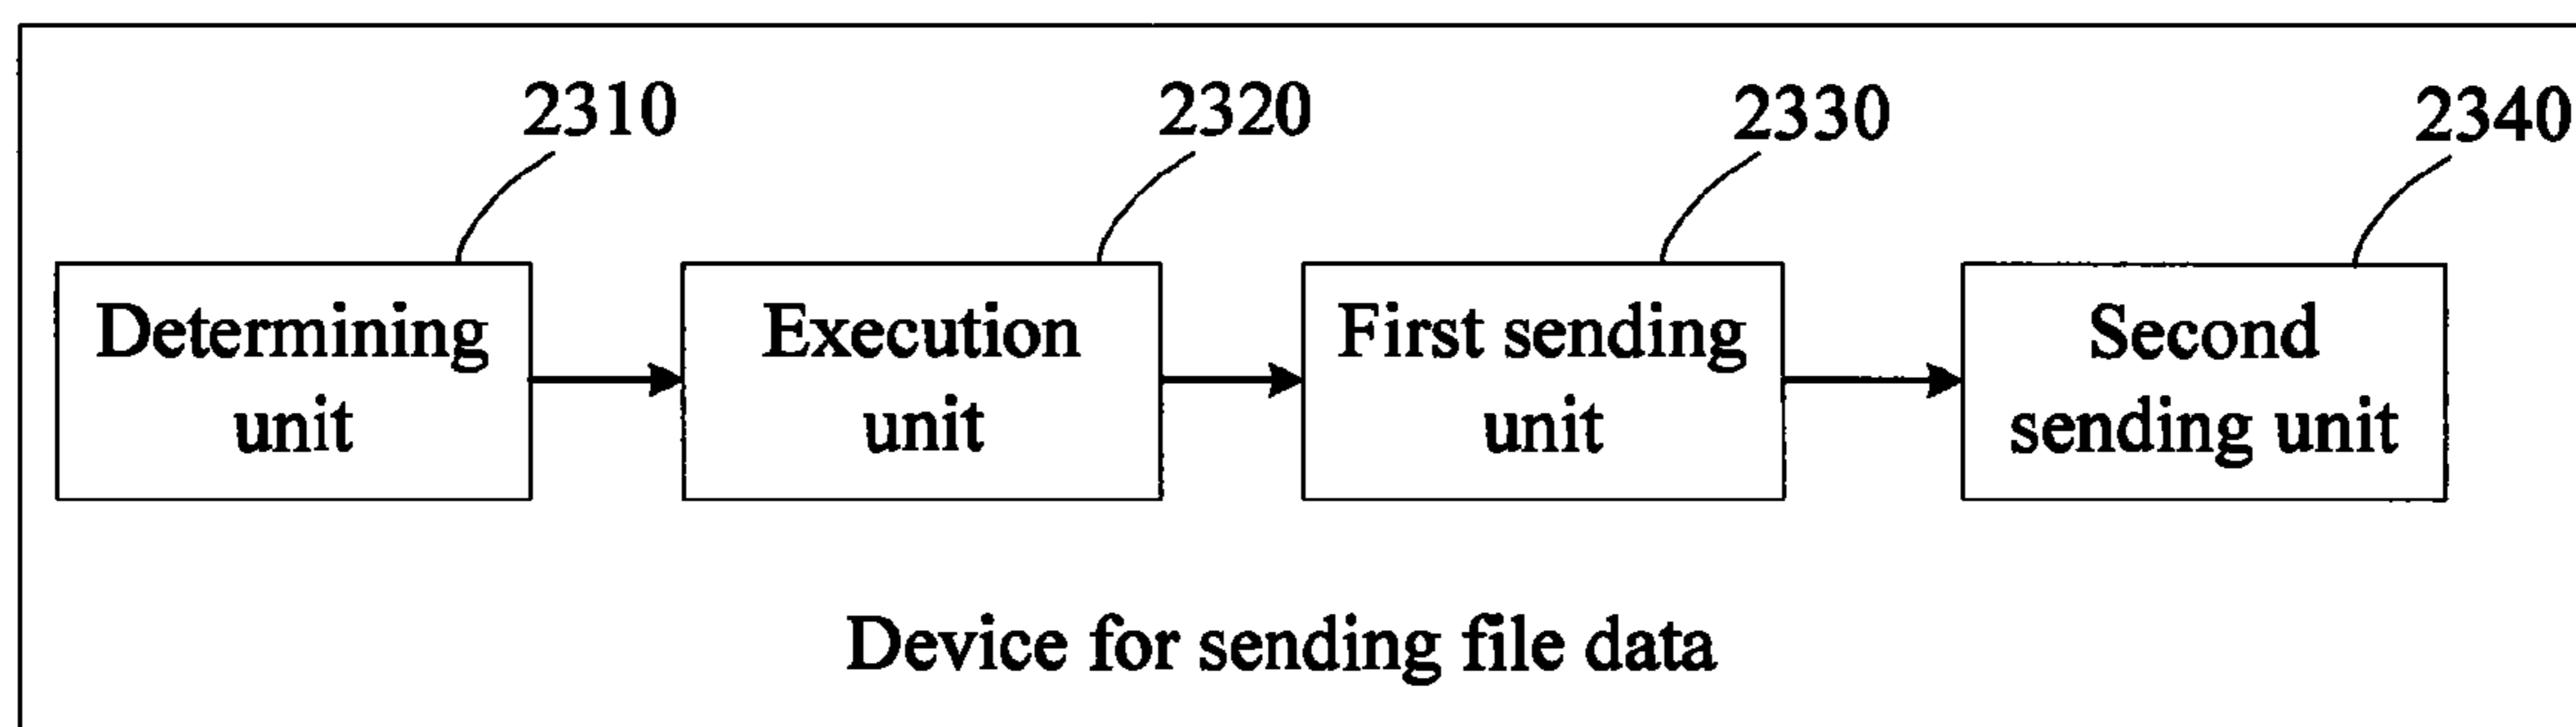 2310
2320
2330
2340
Determining
unit
Execution
unit
First sending
unit
Second
sending unit
Device for sending file data